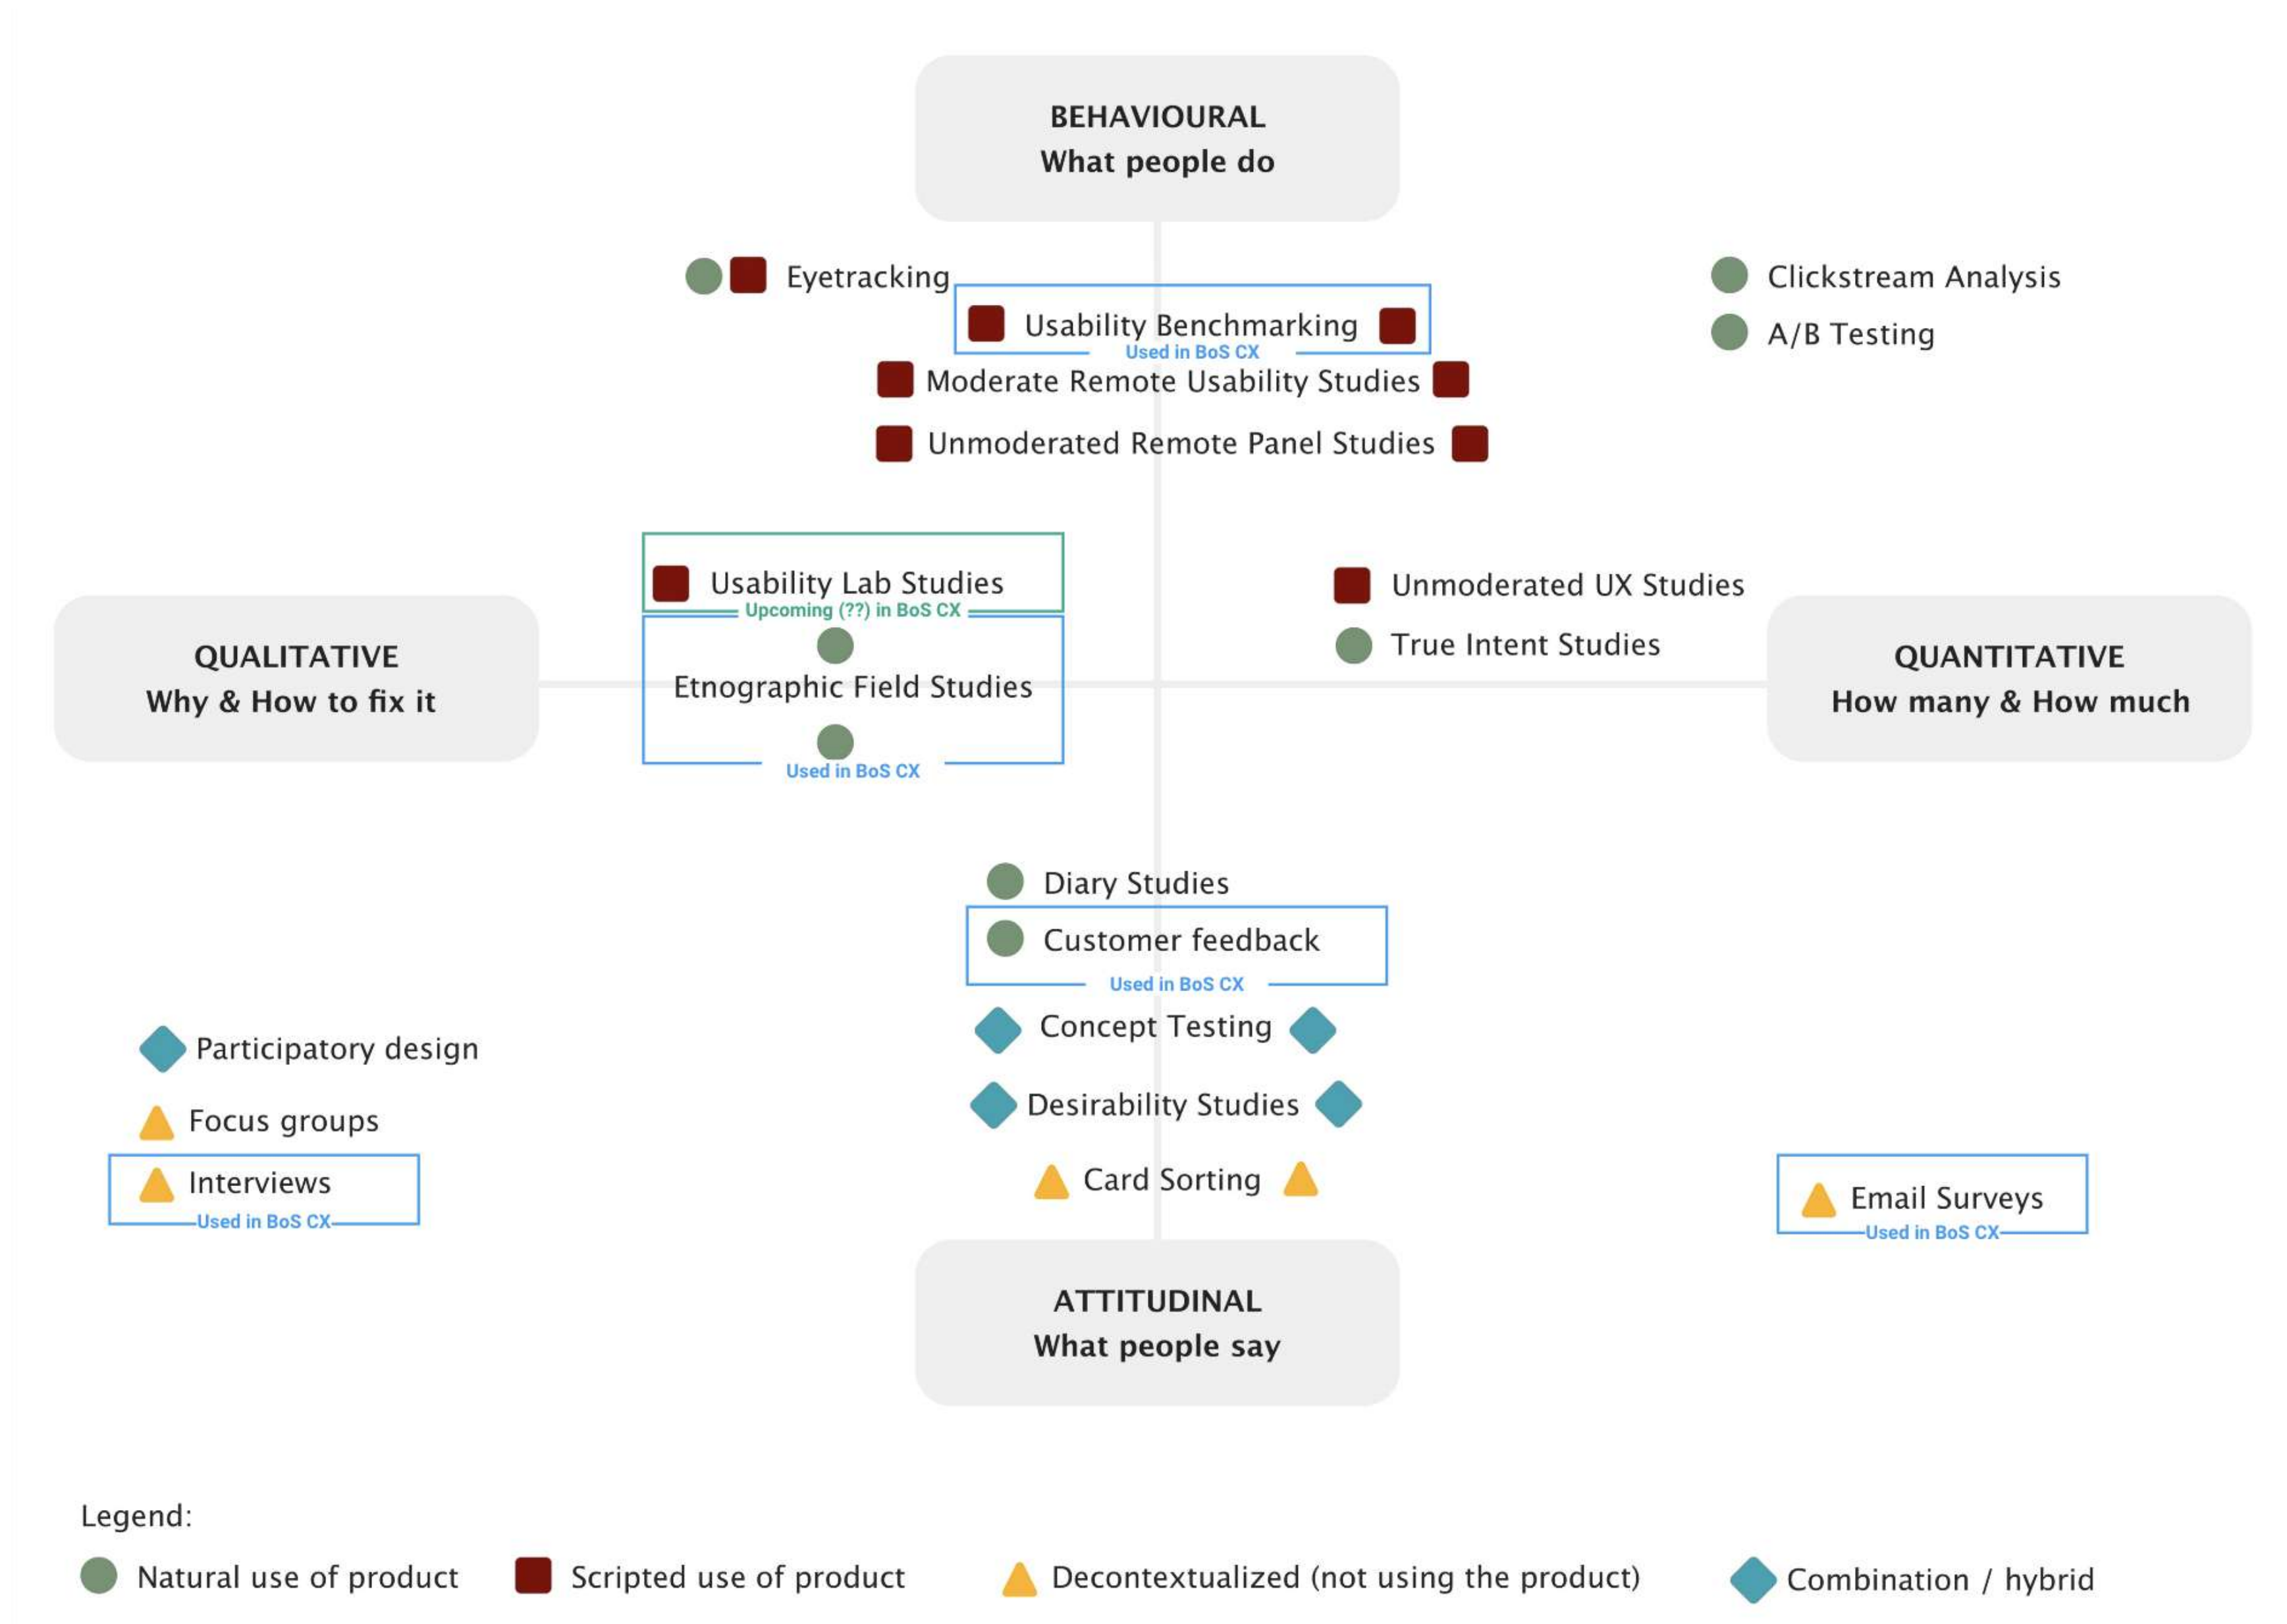 BEHAVIOURAL
What people do
Eyetracking
Clickstream Analysis
Usability Benchmarking
Used in BoS CX
A/B Testing
Moderate Remote Usability Studies
Unmoderated Remote Panel Studies
Usability Lab Studies
Upcoming (??) in BoS CX
Unmoderated UX Studies
True Intent Studies
QUALITATIVE
Why & How to fix it
Etnographic Field Studies
Used in BoS CX
QUANTITATIVE
How many & How much
Diary Studies
Customer feedback
Used in BoS CX
Concept Testing
Participatory design
Desirability Studies
Focus groups
Card Sorting
Interviews
Used in BoS CX
Email Surveys
Used in BoS CX
ATTITUDINAL
What people say
Legend:
Natural use of product
Scripted use of product
Decontextualized (not using the product)
Combination / hybrid